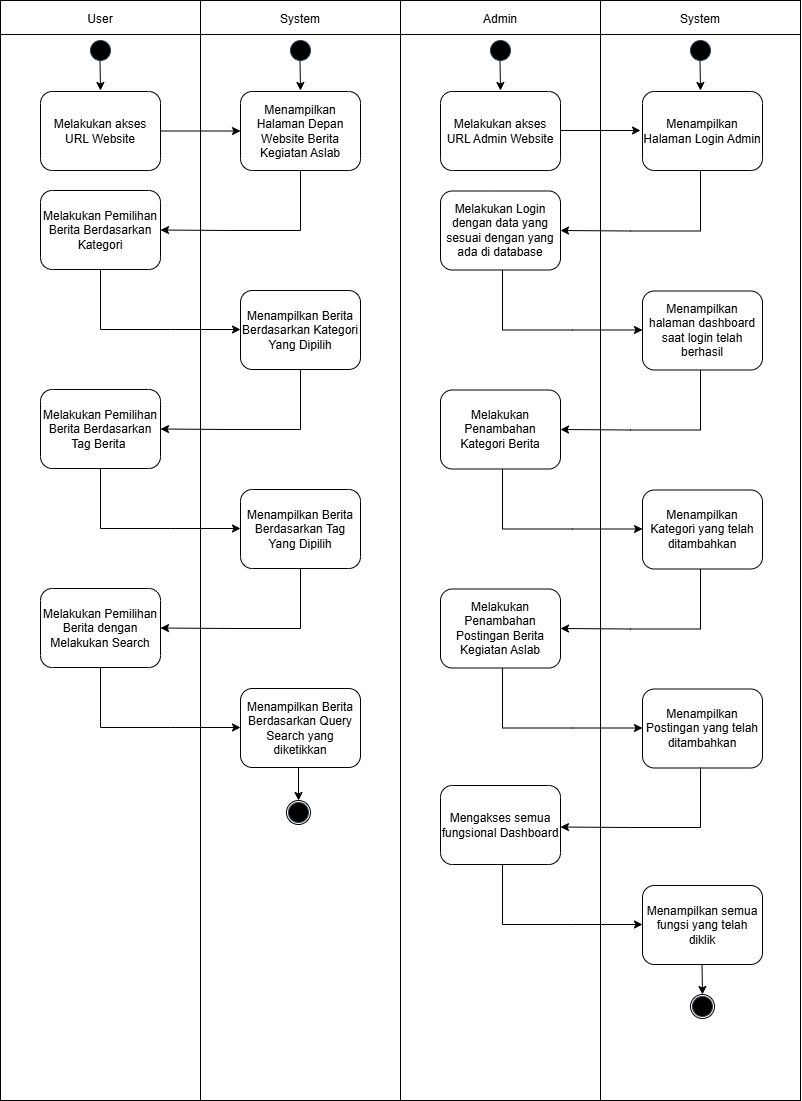 User
System
Admin
System
Melakukan akses
URL Website
Menampilkan
Halaman Depan
Website Berita
Kegiatan Aslab
Melakukan Pemilihan
Berita Berdasarkan
Kategori
Menampilkan Berita
Berdasarkan Kategori
Yang Dipilih
Melakukan Pemilihan
Berita Berdasarkan
Tag Berita
Menampilkan Berita
Berdasarkan Tag
Yang Dipilih
Melakukan Pemilihan
Berita dengan
Melakukan Search
Menampilkan Berita
Berdasarkan Query
Search yang
diketikkan
Melakukan akses
URL Admin Website
Menampilkan
Halaman Login Admin
Melakukan Login
dengan data yang
sesuai dengan yang
ada di database
Menampilkan
halaman dashboard
saat login telah
berhasil
Melakukan
Penambahan
Kategori Berita
Menampilkan
Kategori yang telah
ditambahkan
Melakukan
Penambahan
Postingan Berita
Kegiatan Aslab
Menampilkan
Postingan yang telah
ditambahkan
Mengakses semua
fungsional Dashboard
Menampilkan semua
fungsi yang telah
diklik